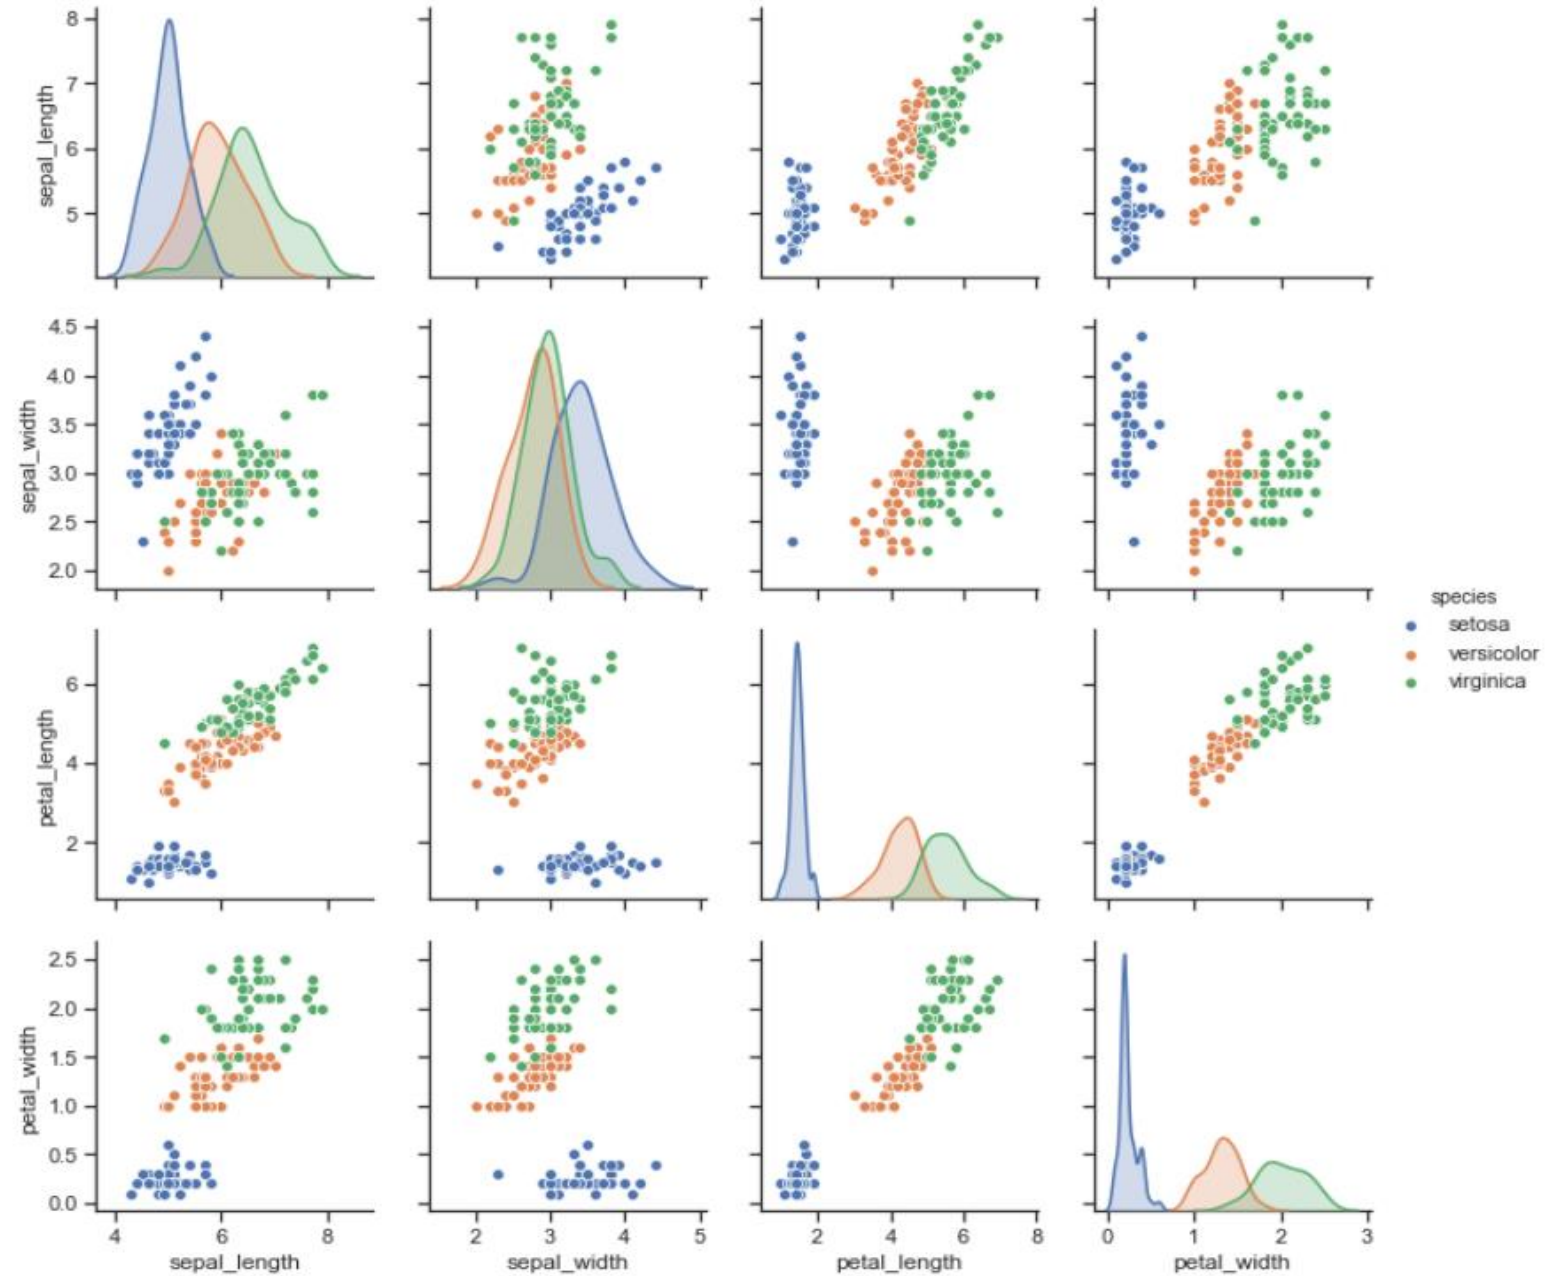 8
7
6
5
sepal_length
4.5
4.0
3.5
3.0
2.5
2.0
sepal_width
species
setosa
versicolor
virginica
6
4
2
petal_length
2.5
2.0
1.5
1.0
0.5
0.0
petal_width
4 6 8
sepal_length
2 3 4 5
sepal_width
2 4 6 8
petal_length
0 1 2 3
petal_width